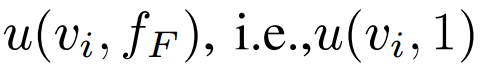 u(v_i, f_F), i.e.,u(v_i, 1)